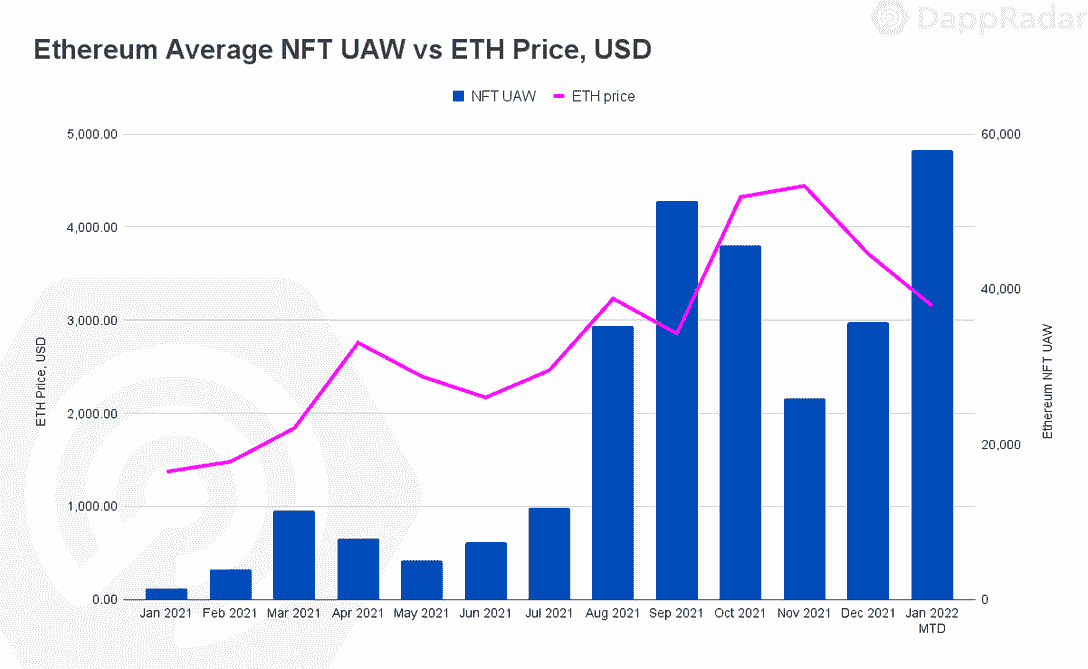 DappRadar
Ethereum Average NFT UAW vs ETH Price, USD
NFT UAW ETH price
5,000.00
4,000.00
3,000.00
2,000.00
1,000.00
0.00
ETH Price, USD
60,000
40,000
20,000
0
Ethereum NFT UAW
Jan 2021 Feb 2021 Mar 2021 Apr 2021 May 2021 Jun 2021 Jul 2021 Aug 2021 Sep 2021 Oct 2021 Nov 2021 Dec 2021 Jan 2022
MTD